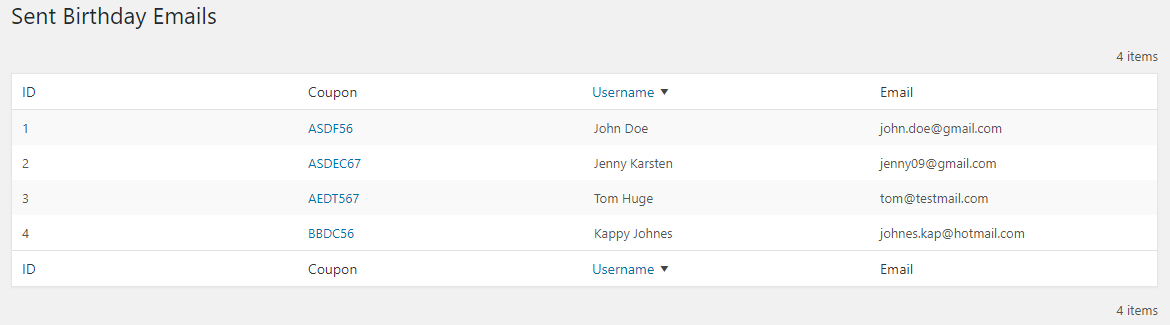 Sent Birthday Emails
4 items
ID Coupon Username Email
1 ASDF56 John Doe john.doe@gmail.com
2 ASDEC67 Jenny Karsten jenny09@gmail.com
3 AEDT567 Tom Huge tom@testmail.com
4 BBDC56 Kappy Johnes johnes.kap@hotmail.com
ID Coupon Username Email
4 items